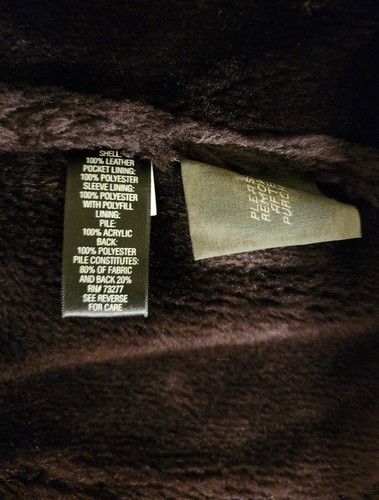 SHELL:
100% LEATHER
POCKET LINING:
100% POLYESTER
SLEEVE LINING:
100% POLYESTER
WITH POLYFILL
LINING:
PILE:
100% ACRYLIC
BACK:
100% POLYESTER
PILE CONSTITUTES:
80% OF FABRIC
AND BACK 20%
RN# 73277
SEE REVERSE
FOR CARE
PLEAS
REMOV
AFTE
PURCH